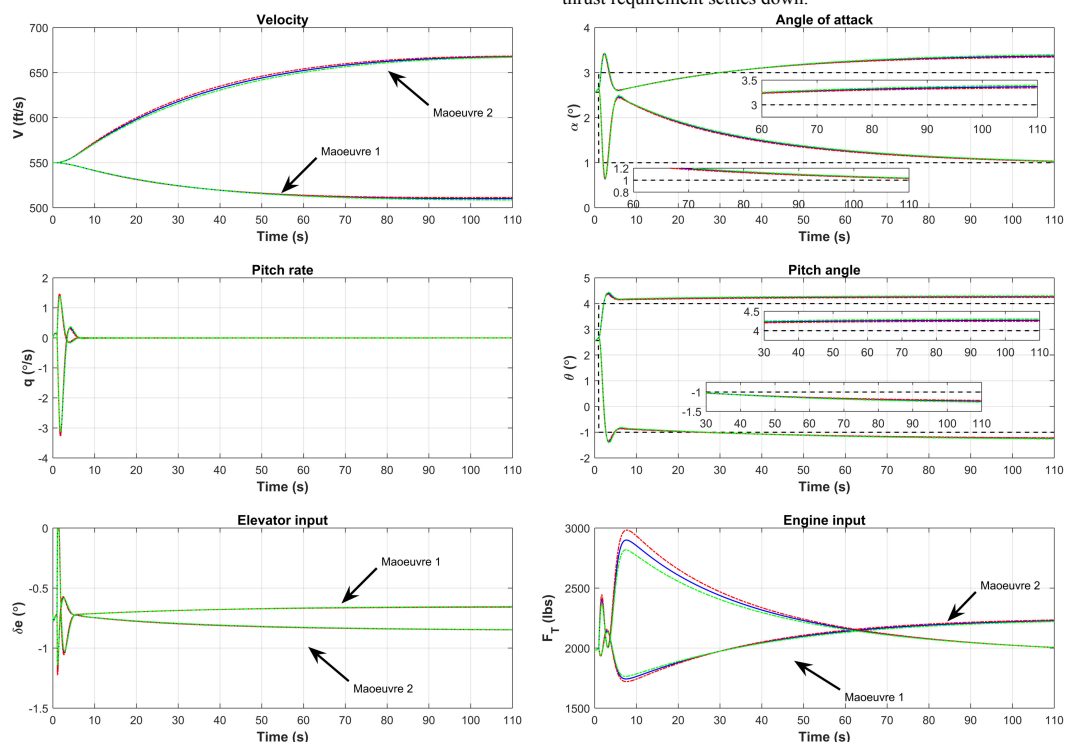 thrust requirement settles down.
Velocity
700
650
600
550
500
V (ft/s)
Maoeuvre 2
Maoeuvre 1
0 10 20 30 40 50 60 70 80 90 100 110
Time (s)
Angle of attack
4
3
2
1
0
α (°)
3.5
3
60 70 80 90 100 110
1.2
1
0.8
60 70 80 90 100 110
0 10 20 30 40 50 60 70 80 90 100 110
Time (s)
Pitch rate
2
1
0
-1
-2
-3
-4
q (°/s)
0 10 20 30 40 50 60 70 80 90 100 110
Time (s)
Pitch angle
5
4
3
2
1
0
-1
-2
θ (°)
4.5
4
30 40 50 60 70 80 90 100 110
-1
-1.5
30 40 50 60 70 80 90 100 110
0 10 20 30 40 50 60 70 80 90 100 110
Time (s)
Elevator input
0
-0.5
-1
-1.5
δe (°)
Maoeuvre 1
Maoeuvre 2
0 10 20 30 40 50 60 70 80 90 100 110
Time (s)
Engine input
3000
2500
2000
1500
F_T (lbs)
Maoeuvre 2
Maoeuvre 1
0 10 20 30 40 50 60 70 80 90 100 110
Time (s)